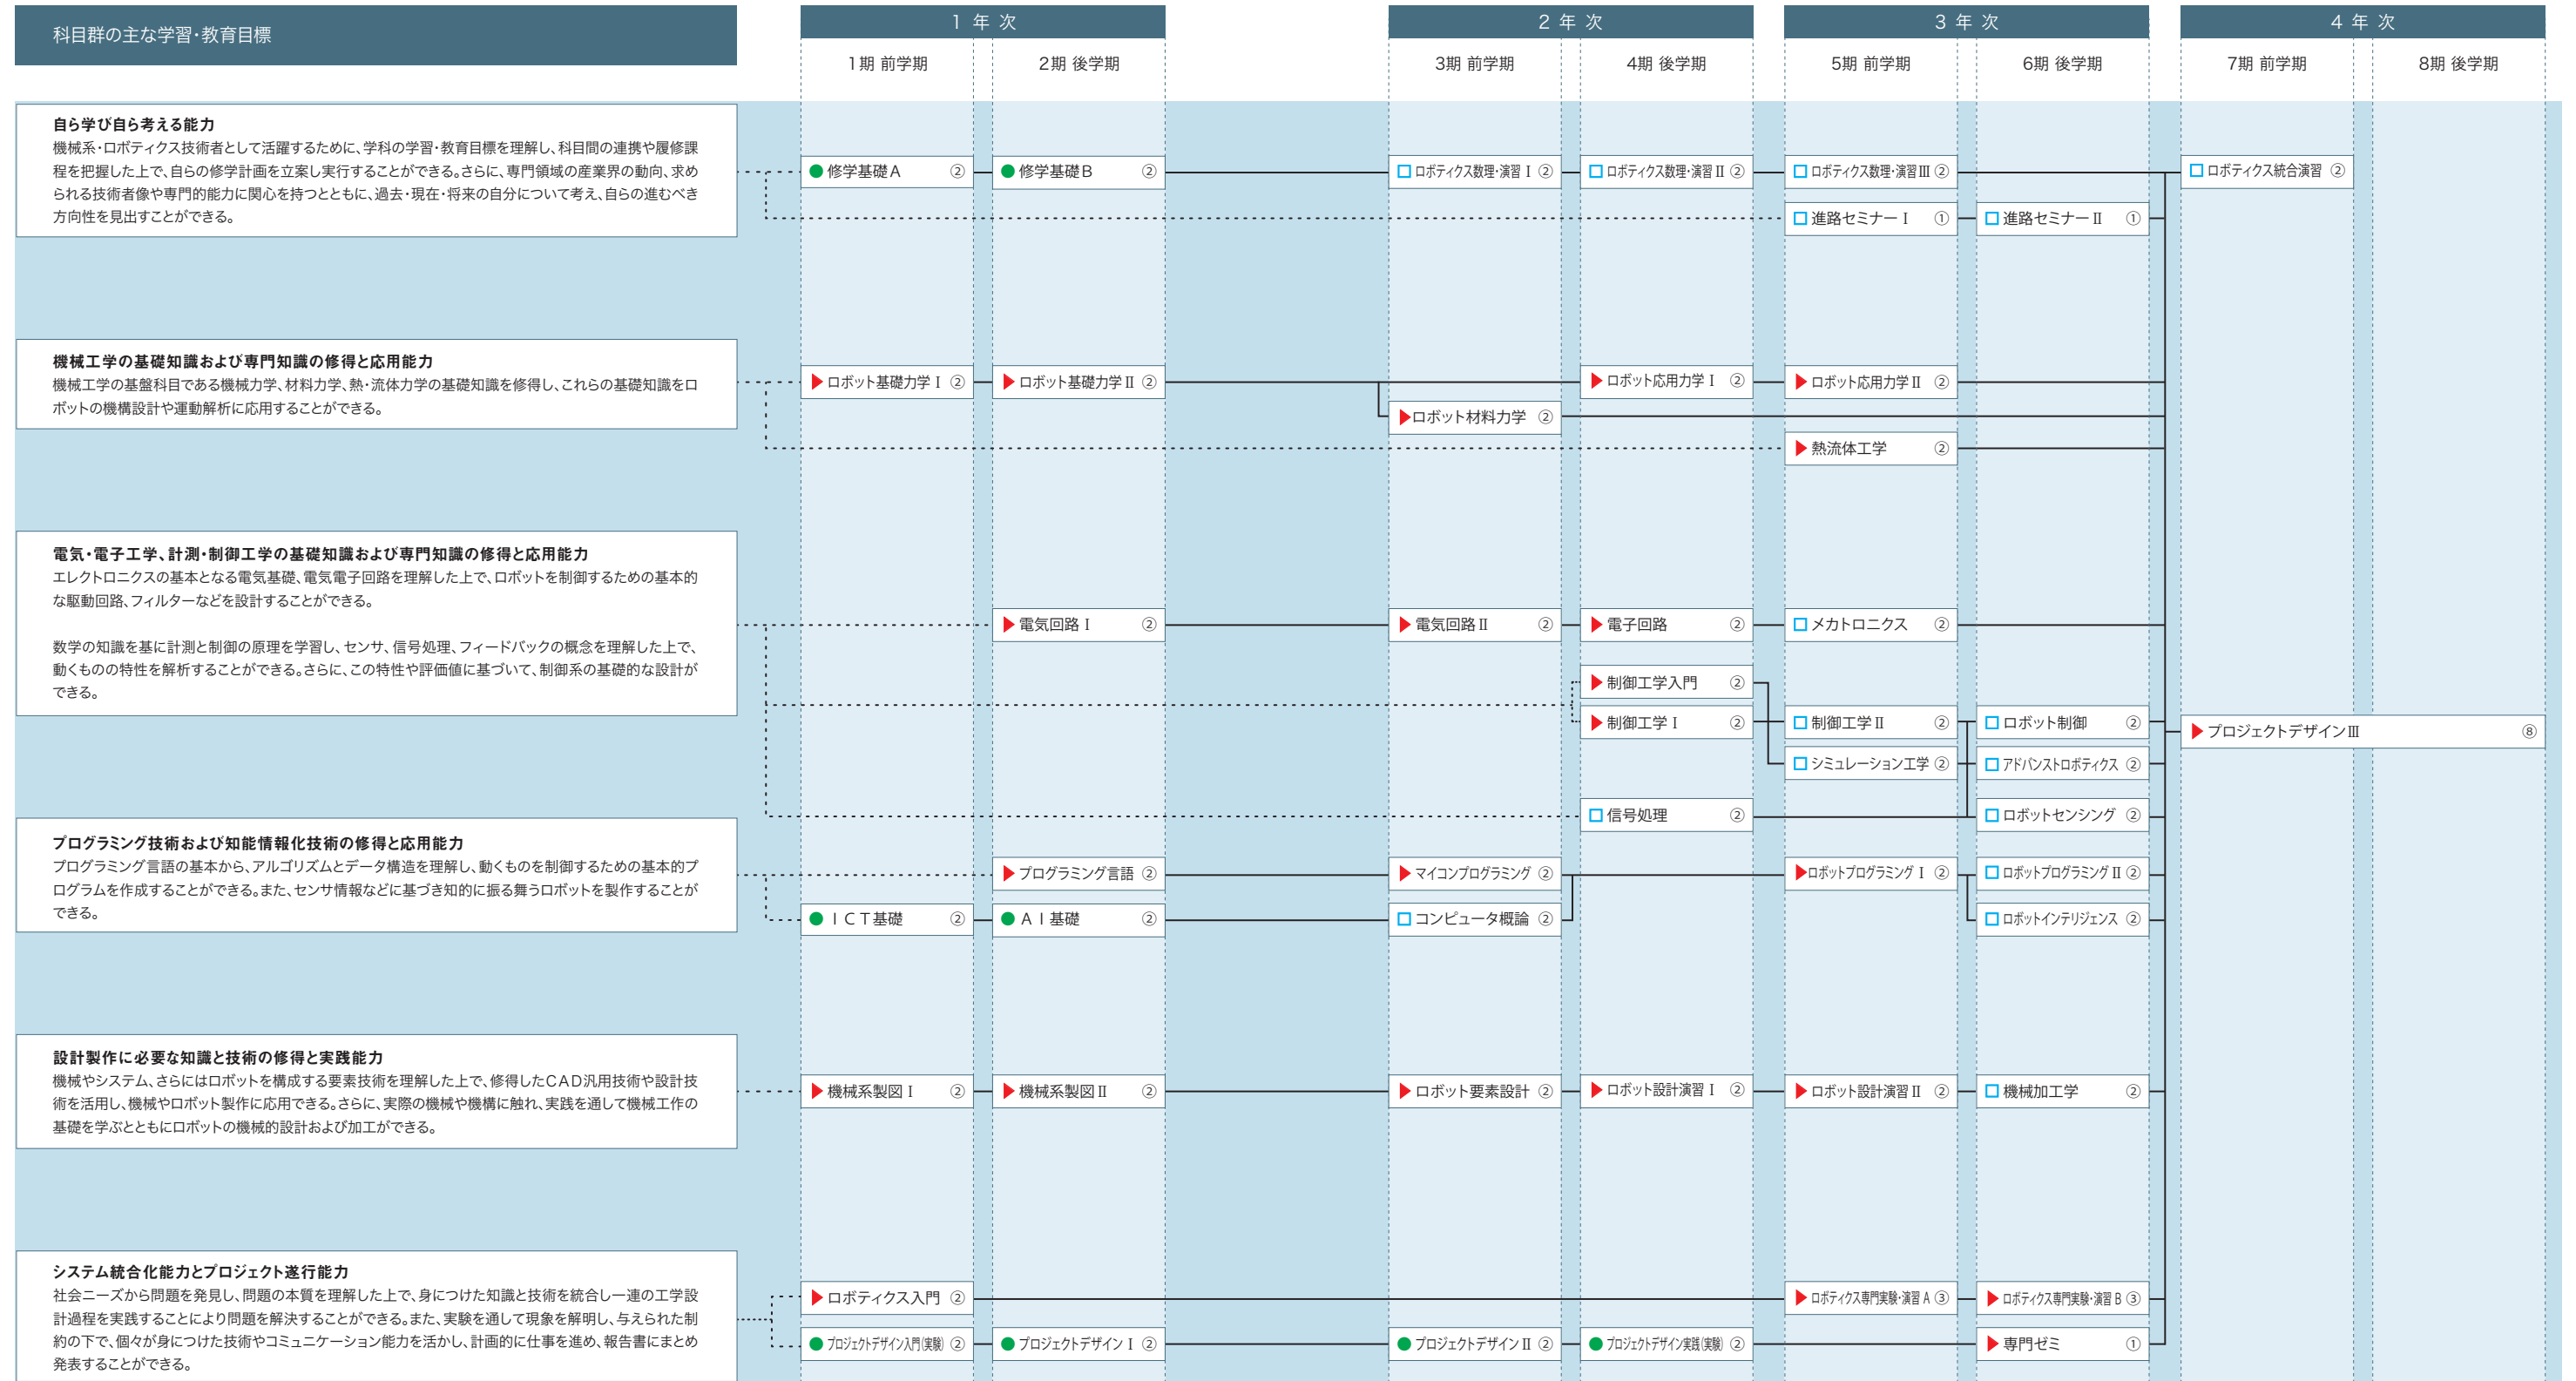 科目群の主な学習・教育目標
1 年 次
2 年 次
3 年 次
4 年 次
1期 前学期
2期 後学期
3期 前学期
4期 後学期
5期 前学期
6期 後学期
7期 前学期
8期 後学期
自ら学び自ら考える能力
機械系・ロボティクス技術者として活躍するために、学科の学習・教育目標を理解し、科目間の連携や履修課
程を把握した上で、自らの修学計画を立案し実行することができる。さらに、専門領域の産業界の動向、求め
られる技術者像や専門的能力に関心を持つとともに、過去・現在・将来の自分について考え、自らの進むべき
方向性を見出すことができる。
修学基礎A ②
修学基礎B ②
ロボティクス数理・演習 Ⅰ ②
ロボティクス数理・演習 Ⅱ ②
ロボティクス数理・演習 Ⅲ ②
ロボティクス統合演習 ②
進路セミナー Ⅰ ①
進路セミナー Ⅱ ①
機械工学の基礎知識および専門知識の修得と応用能力
機械工学の基盤科目である機械力学、材料力学、熱・流体力学の基礎知識を修得し、これらの基礎知識をロ
ボットの機構設計や運動解析に応用することができる。
ロボット基礎力学 Ⅰ ②
ロボット基礎力学 Ⅱ ②
ロボット応用力学 Ⅰ ②
ロボット応用力学 Ⅱ ②
ロボット材料力学 ②
熱流体工学 ②
電気・電子工学、計測・制御工学の基礎知識および専門知識の修得と応用能力
エレクトロニクスの基本となる電気基礎、電気電子回路を理解した上で、ロボットを制御するための基本的
な駆動回路、フィルターなどを設計することができる。
数学の知識を基に計測と制御の原理を学習し、センサ、信号処理、フィードバックの概念を理解した上で、
動くものの特性を解析することができる。さらに、この特性や評価値に基づいて、制御系の基礎的な設計が
できる。
電気回路 Ⅰ ②
電気回路 Ⅱ ②
電子回路 ②
メカトロニクス ②
制御工学入門 ②
制御工学 Ⅰ ②
制御工学 Ⅱ ②
ロボット制御 ②
プロジェクトデザイン Ⅲ ⑧
シミュレーション工学 ②
アドバンストロボティクス ②
信号処理 ②
ロボットセンシング ②
プログラミング技術および知能情報化技術の修得と応用能力
プログラミング言語の基本から、アルゴリズムとデータ構造を理解し、動くものを制御するための基本的プ
ログラムを作成することができる。また、センサ情報などに基づき知的に振る舞うロボットを製作することが
できる。
プログラミング言語 ②
マイコンプログラミング ②
ロボットプログラミング Ⅰ ②
ロボットプログラミング Ⅱ ②
ICT基礎 ②
AI基礎 ②
コンピュータ概論 ②
ロボットインテリジェンス ②
設計製作に必要な知識と技術の修得と実践能力
機械やシステム、さらにはロボットを構成する要素技術を理解した上で、修得したCAD汎用技術や設計技
術を活用し、機械やロボット製作に応用できる。さらに、実際の機械や機構に触れ、実践を通して機械工作の
基礎を学ぶとともにロボットの機械的設計および加工ができる。
機械系製図 Ⅰ ②
機械系製図 Ⅱ ②
ロボット要素設計 ②
ロボット設計演習 Ⅰ ②
ロボット設計演習 Ⅱ ②
機械加工学 ②
システム統合化能力とプロジェクト遂行能力
社会ニーズから問題を発見し、問題の本質を理解した上で、身につけた知識と技術を統合し一連の工学設
計過程を実践することにより問題を解決することができる。また、実験を通して現象を解明し、与えられた制
約の下で、個々が身につけた技術やコミュニケーション能力を活かし、計画的に仕事を進め、報告書にまとめ
発表することができる。
ロボティクス入門 ②
ロボティクス専門実験・演習 A ③
ロボティクス専門実験・演習 B ③
プロジェクトデザイン入門(実験) ②
プロジェクトデザイン Ⅰ ②
プロジェクトデザイン Ⅱ ②
プロジェクトデザイン実践(実験) ②
専門ゼミ ①